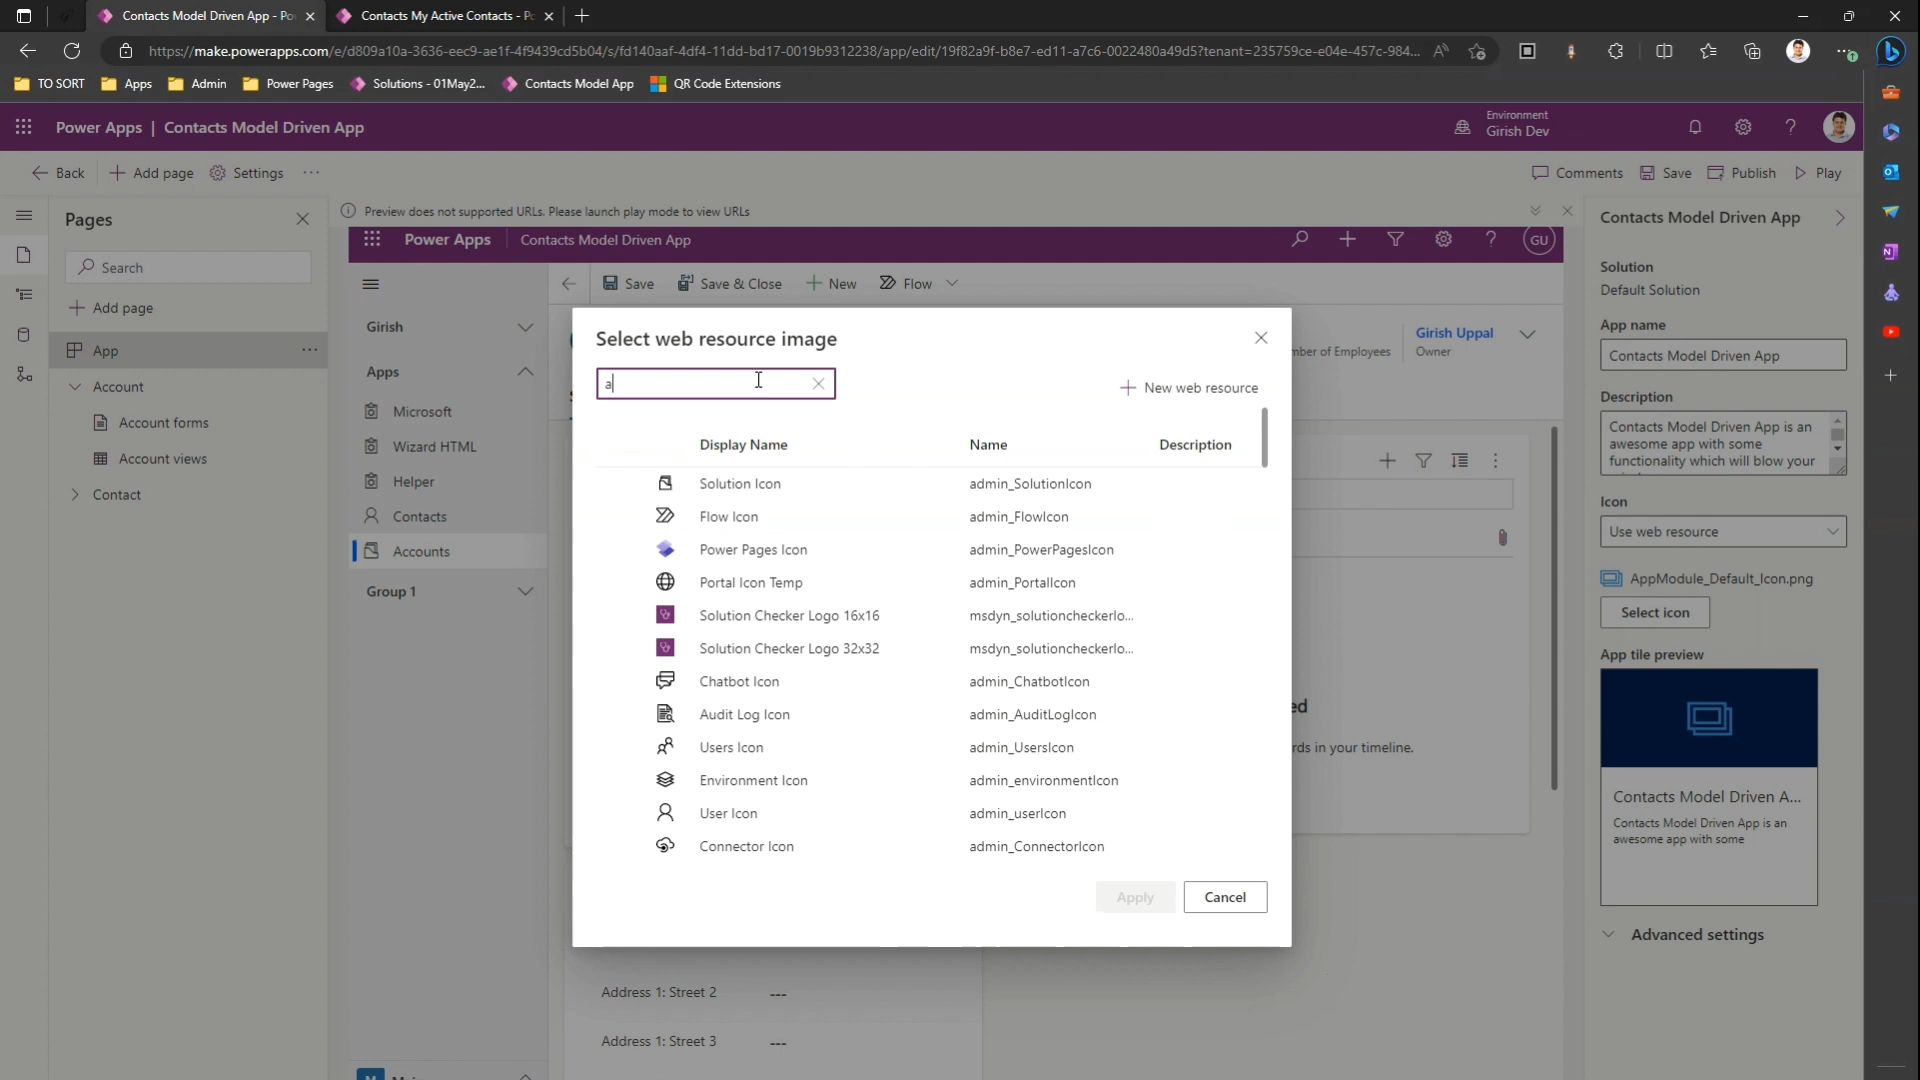 Contacts Model Driven App - Po
Contacts My Active Contacts - P
https://make.powerapps.com/e/d809a10a-3636-eec9-ae1f-4f9439cd5b04/s/fd140aaf-4df4-11dd-bd17-0019b9312238/app/edit/19f82a9f-b8e7-ed11-a7c6-0022480a49d5?tenant=235759ce-e04e-457c-984...
TO SORT
Apps
Admin
Power Pages
Solutions - 01May2...
Contacts Model App
QR Code Extensions
Power Apps | Contacts Model Driven App
Environment
Girish Dev
Back
Add page
Settings
Comments
Save
Publish
Play
Pages
Search
Add page
App
Account
Account forms
Account views
Contact
Preview does not supported URLs. Please launch play mode to view URLs
Power Apps
Contacts Model Driven App
GU
Save
Save & Close
New
Flow
Girish
Apps
Microsoft
Wizard HTML
Helper
Contacts
Accounts
Group 1
mber of Employees
Girish Uppal
Owner
Select web resource image
a
New web resource
Display Name Name Description
Solution Icon admin_SolutionIcon
Flow Icon admin_FlowIcon
Power Pages Icon admin_PowerPagesIcon
Portal Icon Temp admin_PortalIcon
Solution Checker Logo 16x16 msdyn_solutioncheckerlo...
Solution Checker Logo 32x32 msdyn_solutioncheckerlo...
Chatbot Icon admin_ChatbotIcon
Audit Log Icon admin_AuditLogIcon
Users Icon admin_UsersIcon
Environment Icon admin_environmentIcon
User Icon admin_userIcon
Connector Icon admin_ConnectorIcon
Apply
Cancel
ed
rds in your timeline.
Address 1: Street 2 ---
Address 1: Street 3 ---
Contacts Model Driven App
Solution
Default Solution
App name
Contacts Model Driven App
Description
Contacts Model Driven App is an
awesome app with some
functionality which will blow your
Icon
Use web resource
AppModule_Default_Icon.png
Select icon
App tile preview
Contacts Model Driven A...
Contacts Model Driven App is an
awesome app with some
Advanced settings